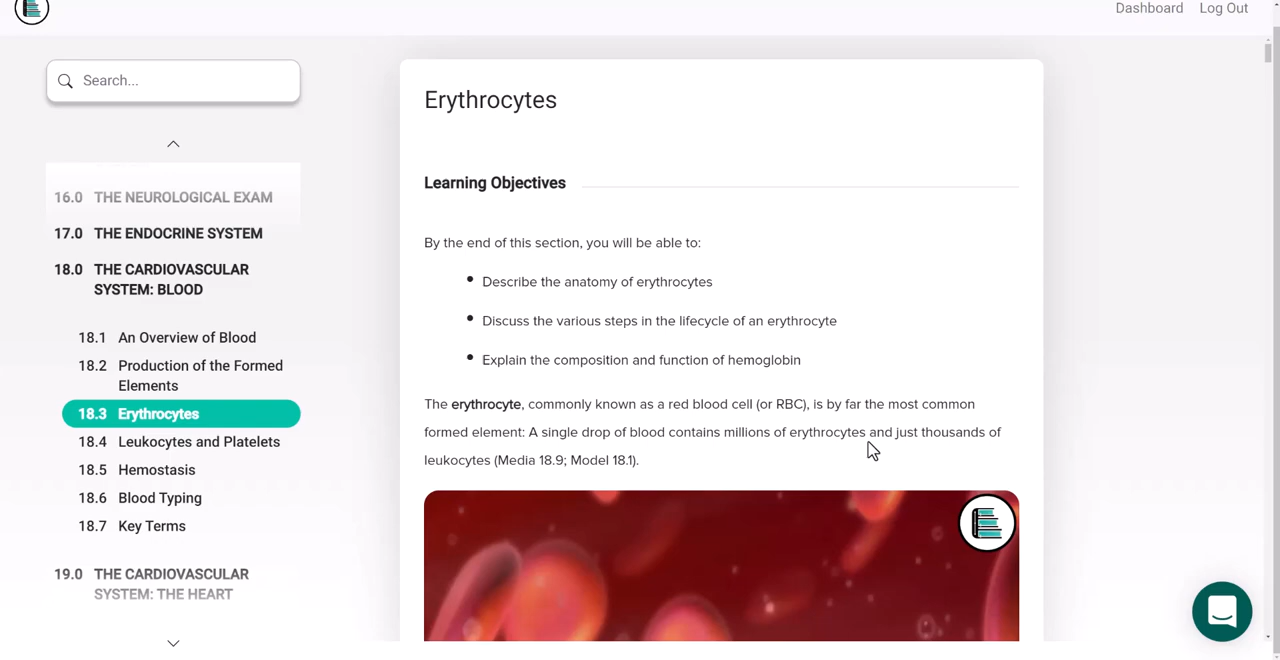 Dashboard Log Out
Search...
16.0 THE NEUROLOGICAL EXAM
17.0 THE ENDOCRINE SYSTEM
18.0 THE CARDIOVASCULAR
SYSTEM: BLOOD
18.1 An Overview of Blood
18.2 Production of the Formed
Elements
18.3 Erythrocytes
18.4 Leukocytes and Platelets
18.5 Hemostasis
18.6 Blood Typing
18.7 Key Terms
19.0 THE CARDIOVASCULAR
SYSTEM: THE HEART
Erythrocytes
Learning Objectives
By the end of this section, you will be able to:
• Describe the anatomy of erythrocytes
• Discuss the various steps in the lifecycle of an erythrocyte
• Explain the composition and function of hemoglobin
The erythrocyte, commonly known as a red blood cell (or RBC), is by far the most common
formed element: A single drop of blood contains millions of erythrocytes and just thousands of
leukocytes (Media 18.9; Model 18.1).